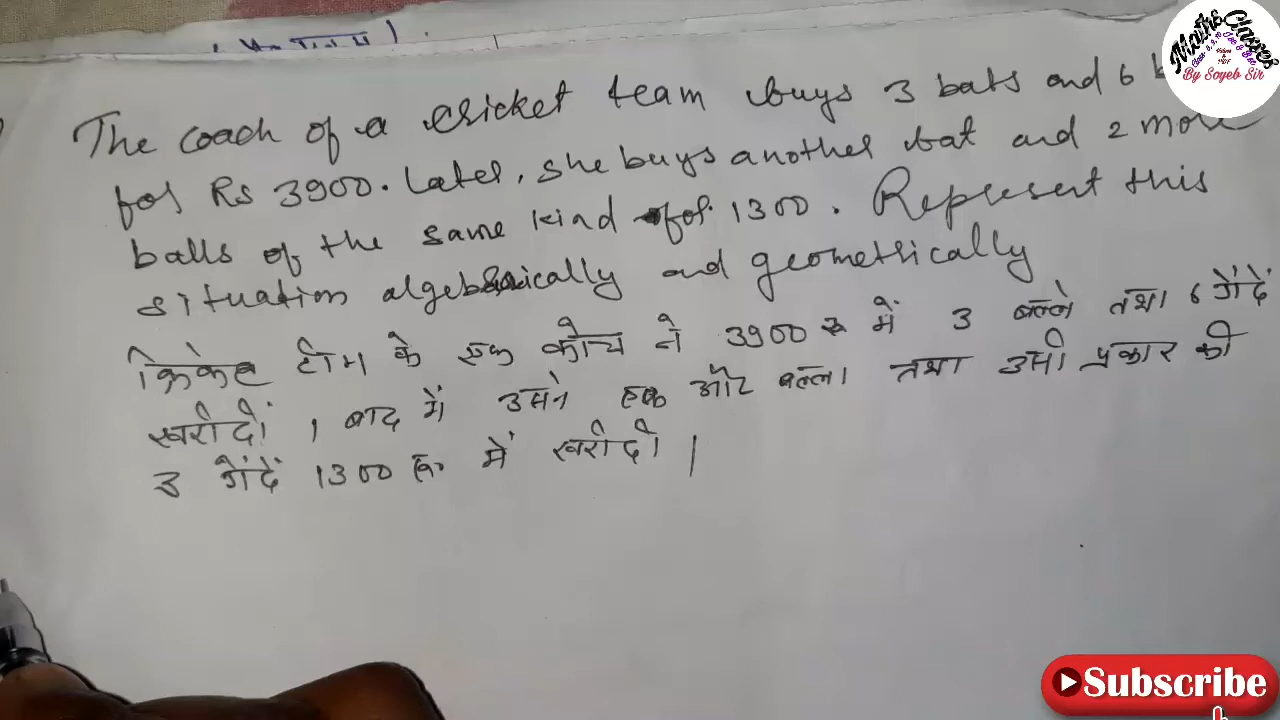 The coach of a cricket team buys 3 bats and 6
for Rs 3900. Later, she buys another bat and 2 more
balls of the same kind for 1300. Represent this
situation algebraically and geometrically
क्रिकेट टीम के एक कोच ने 3900 रु में 3 बल्ले तथा 6 गेंदें
खरीदीं । बाद में उसने एक और बल्ला तथा उसी प्रकार की
3 गेंदें 1300 रु॰ में खरीदी ।
Maths Classes
By Soyeb Sir
Subscribe